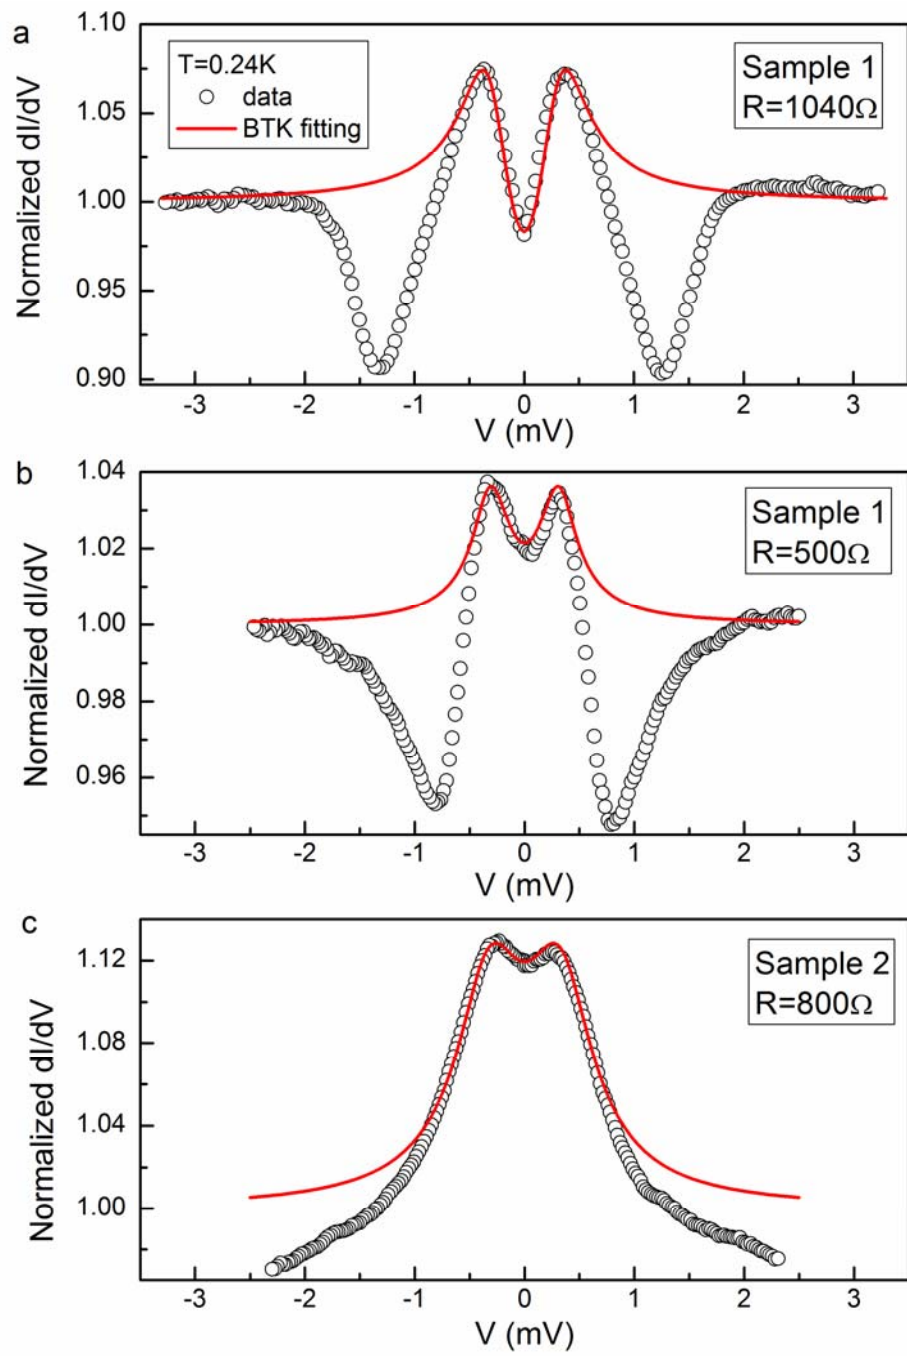 a
Normalized dI/dV
1.10
1.05
1.00
0.95
0.90
T=0.24K
data
BTK fitting
Sample 1
R=1040Ω
-3 -2 -1 0 1 2 3
V (mV)
b
Normalized dI/dV
1.04
1.02
1.00
0.98
0.96
Sample 1
R=500Ω
-3 -2 -1 0 1 2 3
V (mV)
c
Normalized dI/dV
1.12
1.08
1.04
1.00
Sample 2
R=800Ω
-3 -2 -1 0 1 2 3
V (mV)